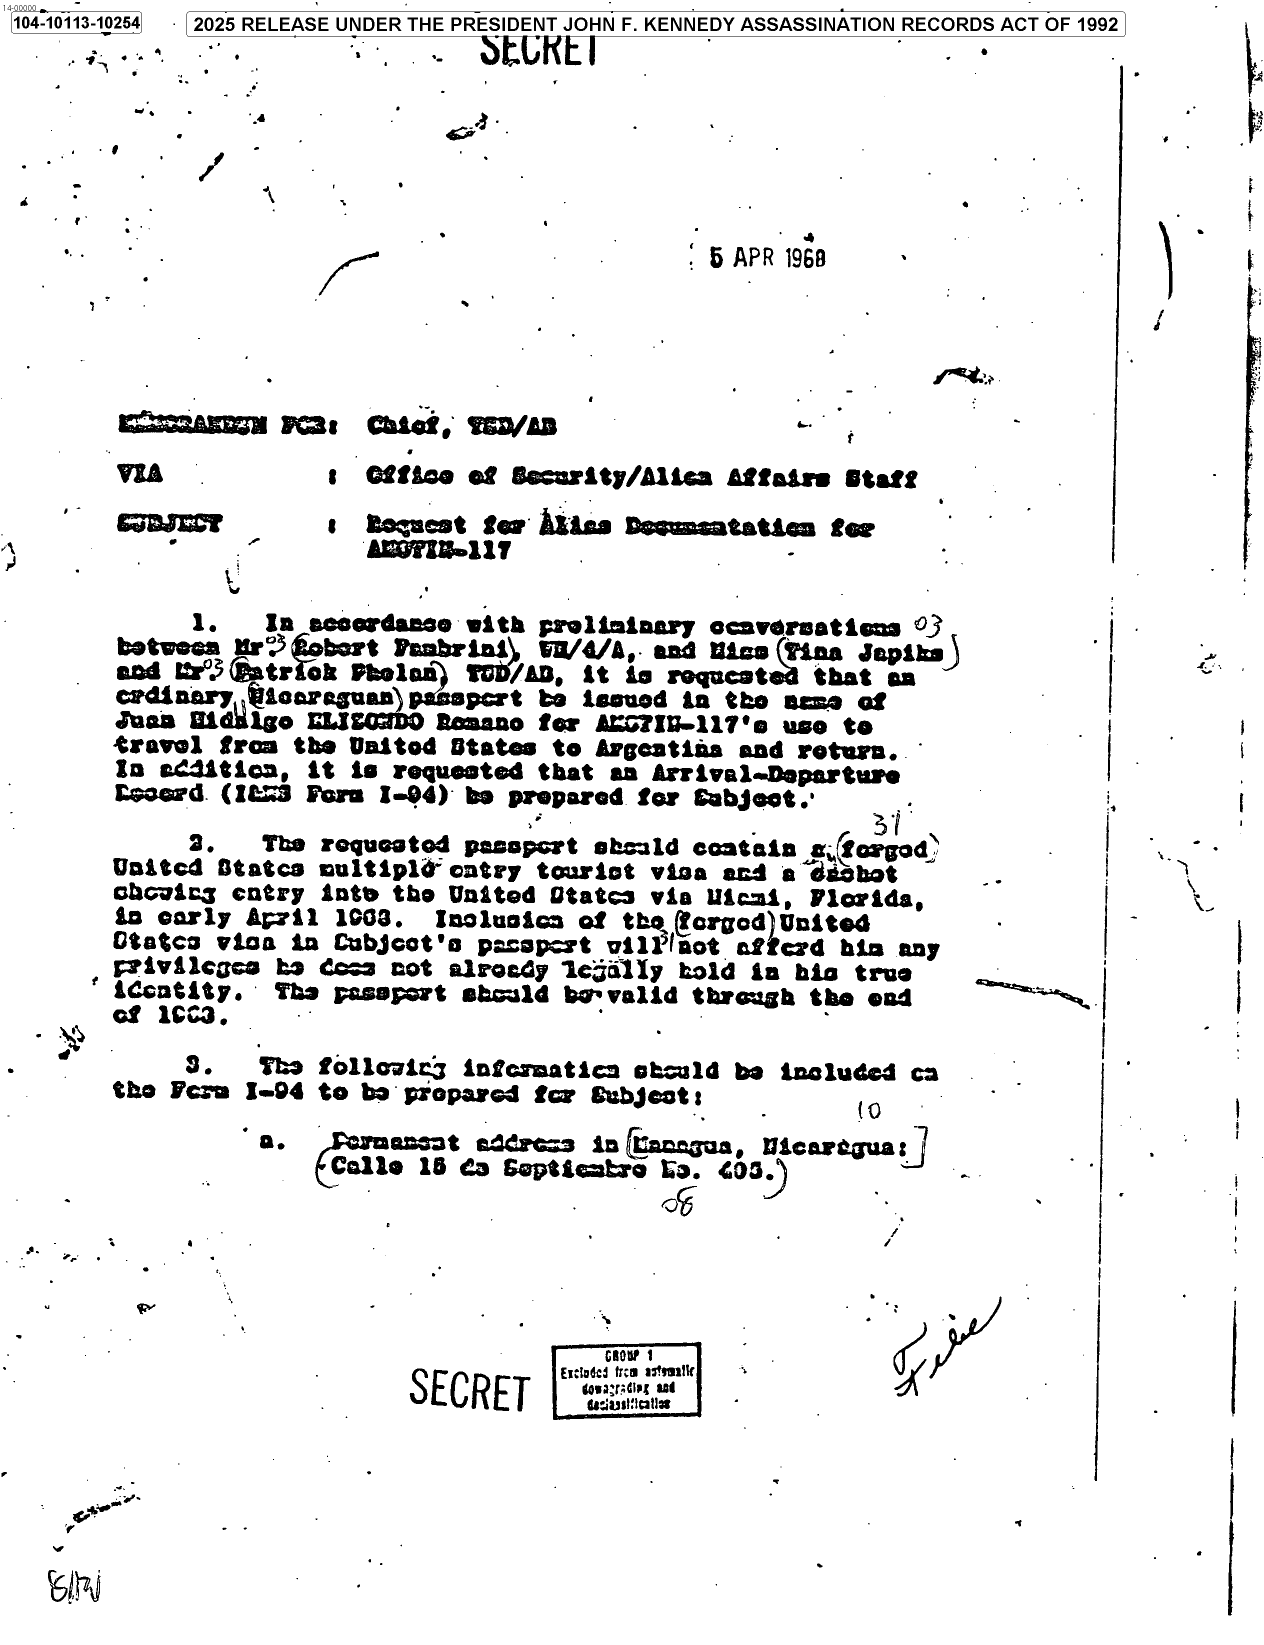 14-00000
104-10113-10254
2025 RELEASE UNDER THE PRESIDENT JOHN F. KENNEDY ASSASSINATION RECORDS ACT OF 1992
SECRET
5 APR 1968
MEMORANDUM FOR: Chief, TSD/AB
VIA : Office of Security/Alien Affairs Staff
SUBJECT : Request for Alias Documentation for
AMOTIM-117
1. In accordance with preliminary conversations 03
between Mr 03 (Robert Fambrini), WH/4/A, and Miss (Tina Japiks)
and Mr. 03 (Patrick Phelan) TSD/AB, it is requested that an
ordinary (Nicaraguan) passport be issued in the name of
Juan Hidalgo ELIZONDO Romano for 's use to
travel from the United States to Argentina and return.
In addition, it is requested that an Arrival-Departure
Record (I&NS Form I-94) be prepared for Subject.
31
2. The requested passport should contain a (forged)
United States multiple entry tourist visa and a cachet
showing entry into the United States via Miami, Florida,
in early April 1968. Inclusion of the (forged) United
States visa in Subject's passport will 31 not afford him any
privileges he does not already legally hold in his true
identity. The passport should be valid through the end
of 1968.
3. The following information should be included on
the Form I-94 to be prepared for Subject:
10
a. Permanent address in [Managua, Nicaragua:]
(Calle 15 de Septiembre No. 403.)
08
File
SECRET
GROUP 1
Excluded from automatic
downgrading and
declassification